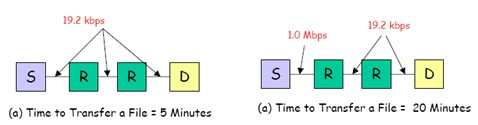 19.2 kbps
S R R D
(a) Time to Transfer a File = 5 Minutes
1.0 Mbps 19.2 kbps
S R R D
(a) Time to Transfer a File = 20 Minutes